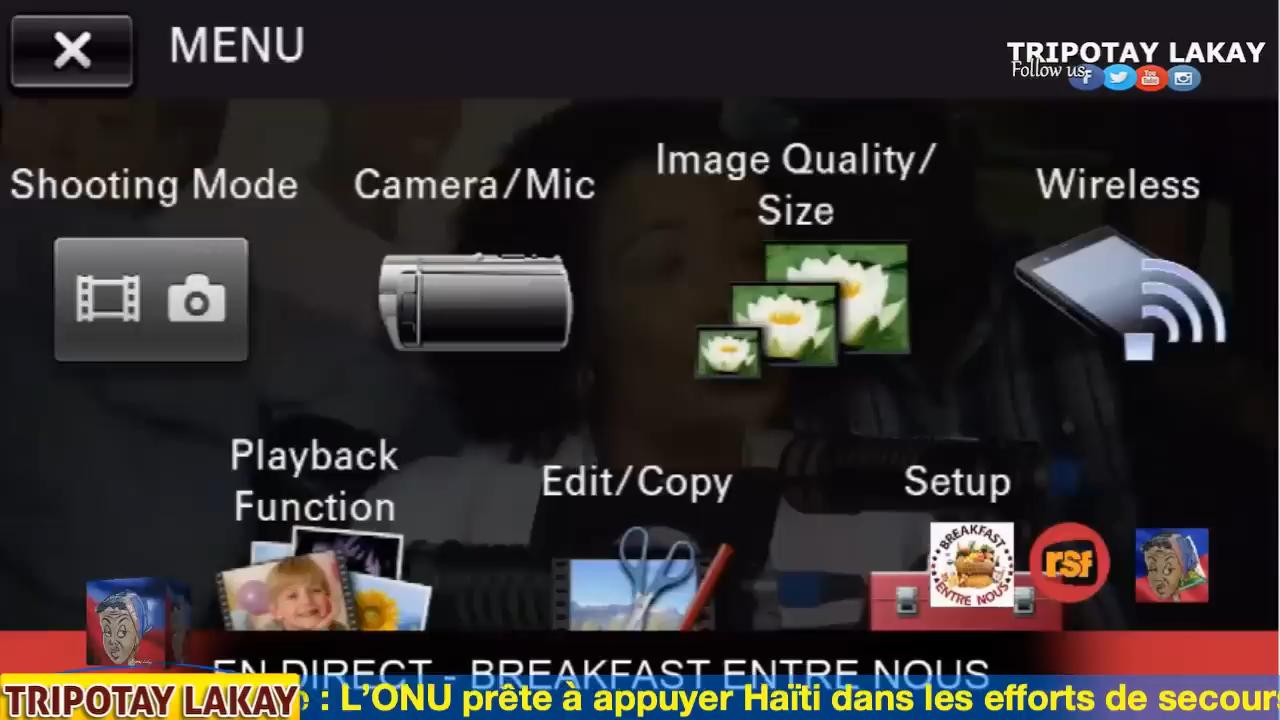 MENU
TRIPOTAY LAKAY
Follow us
Shooting Mode
Camera/Mic
Image Quality/
Size
Wireless
Playback
Function
Edit/Copy
Setup
BREAKFAST
ENTRE NOUS
rsf
EN DIRECT - BREAKFAST ENTRE NOUS
TRIPOTAY LAKAY
: L’ONU prête à appuyer Haïti dans les efforts de secours